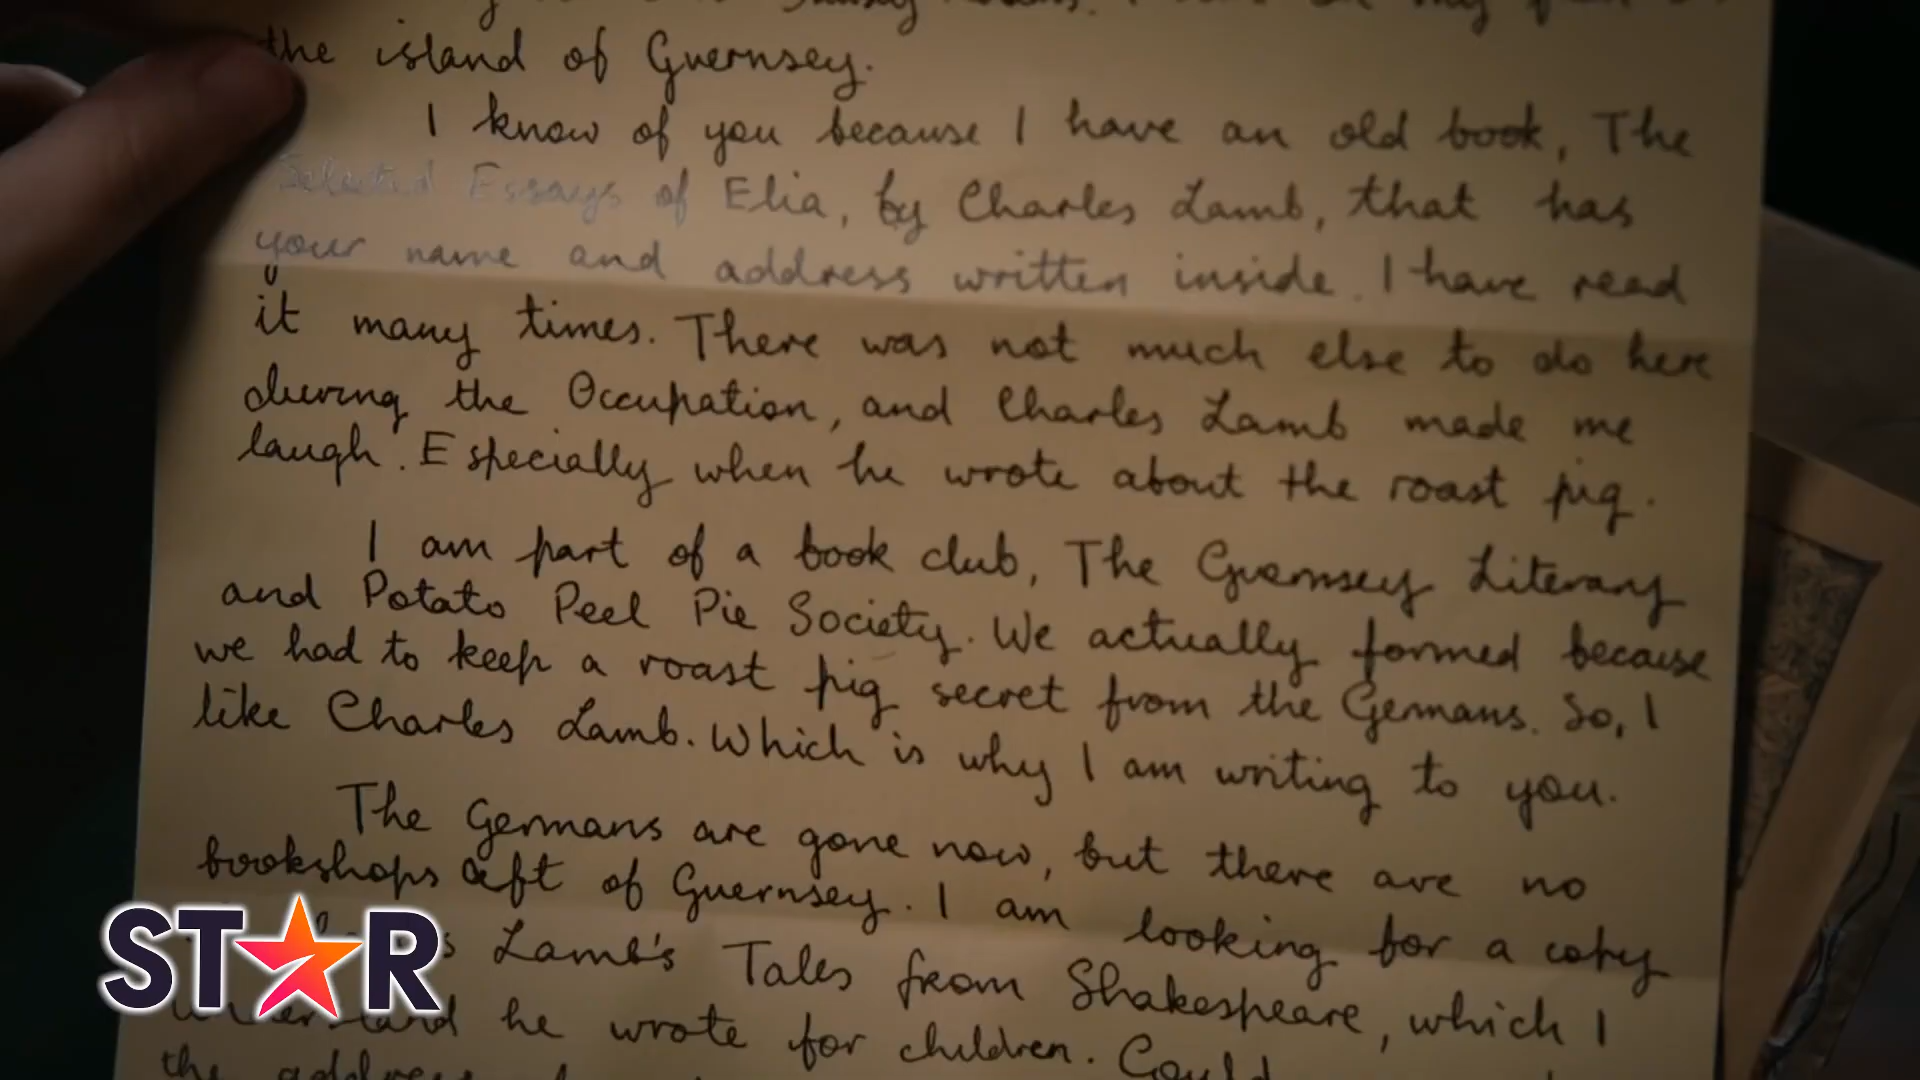 the island of Guernsey.
I know of you because I have an old book, The
Selected Essays of Elia, by Charles Lamb, that has
your name and address written inside. I have read
it many times. There was not much else to do here
during the Occupation, and Charles Lamb made me
laugh. Especially when he wrote about the roast pig.
I am part of a book club, The Guernsey Literary
and Potato Peel Pie Society. We actually formed because
we had to keep a roast pig secret from the Germans. So, I
like Charles Lamb. Which is why I am writing to you.
The Germans are gone now, but there are no
bookshops left of Guernsey. I am looking for a copy
Lamb's Tales from Shakespeare, which I
he wrote for children. Could
the address
STAR